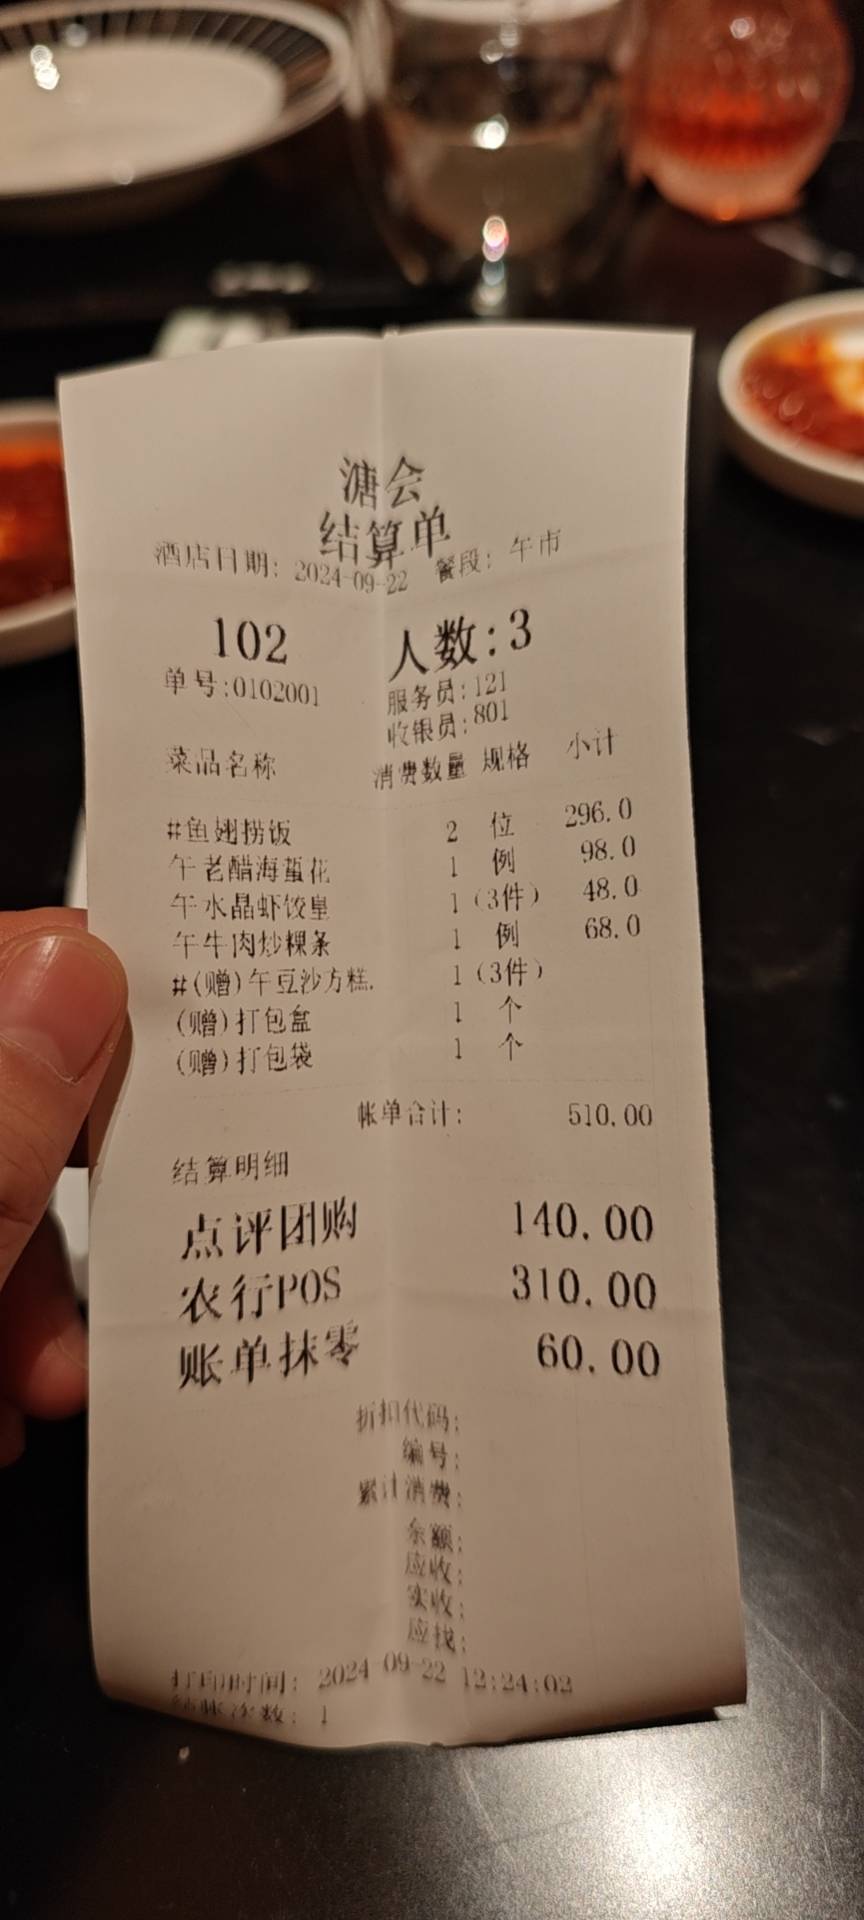 溏会
结算单
酒店日期: 2024-09-22 餐段: 午市
102 人数:3
单号:0102001 服务员:121
收银员:801
菜品名称 消费数量 规格 小计
#鱼翅捞饭 2 位 296.0
午老醋海蜇花 1 例 98.0
午水晶虾饺皇 1 (3件) 48.0
午牛肉炒粿条 1 例 68.0
#(赠)午豆沙方糕. 1 (3件)
(赠)打包盒 1 个
(赠)打包袋 1 个
帐单合计: 510.00
结算明细
点评团购 140.00
农行POS 310.00
账单抹零 60.00
折扣代码:
编号:
累计消费:
余额:
应收:
实收:
应找:
打印时间: 2024-09-22 12:24:02
结账次数: 1